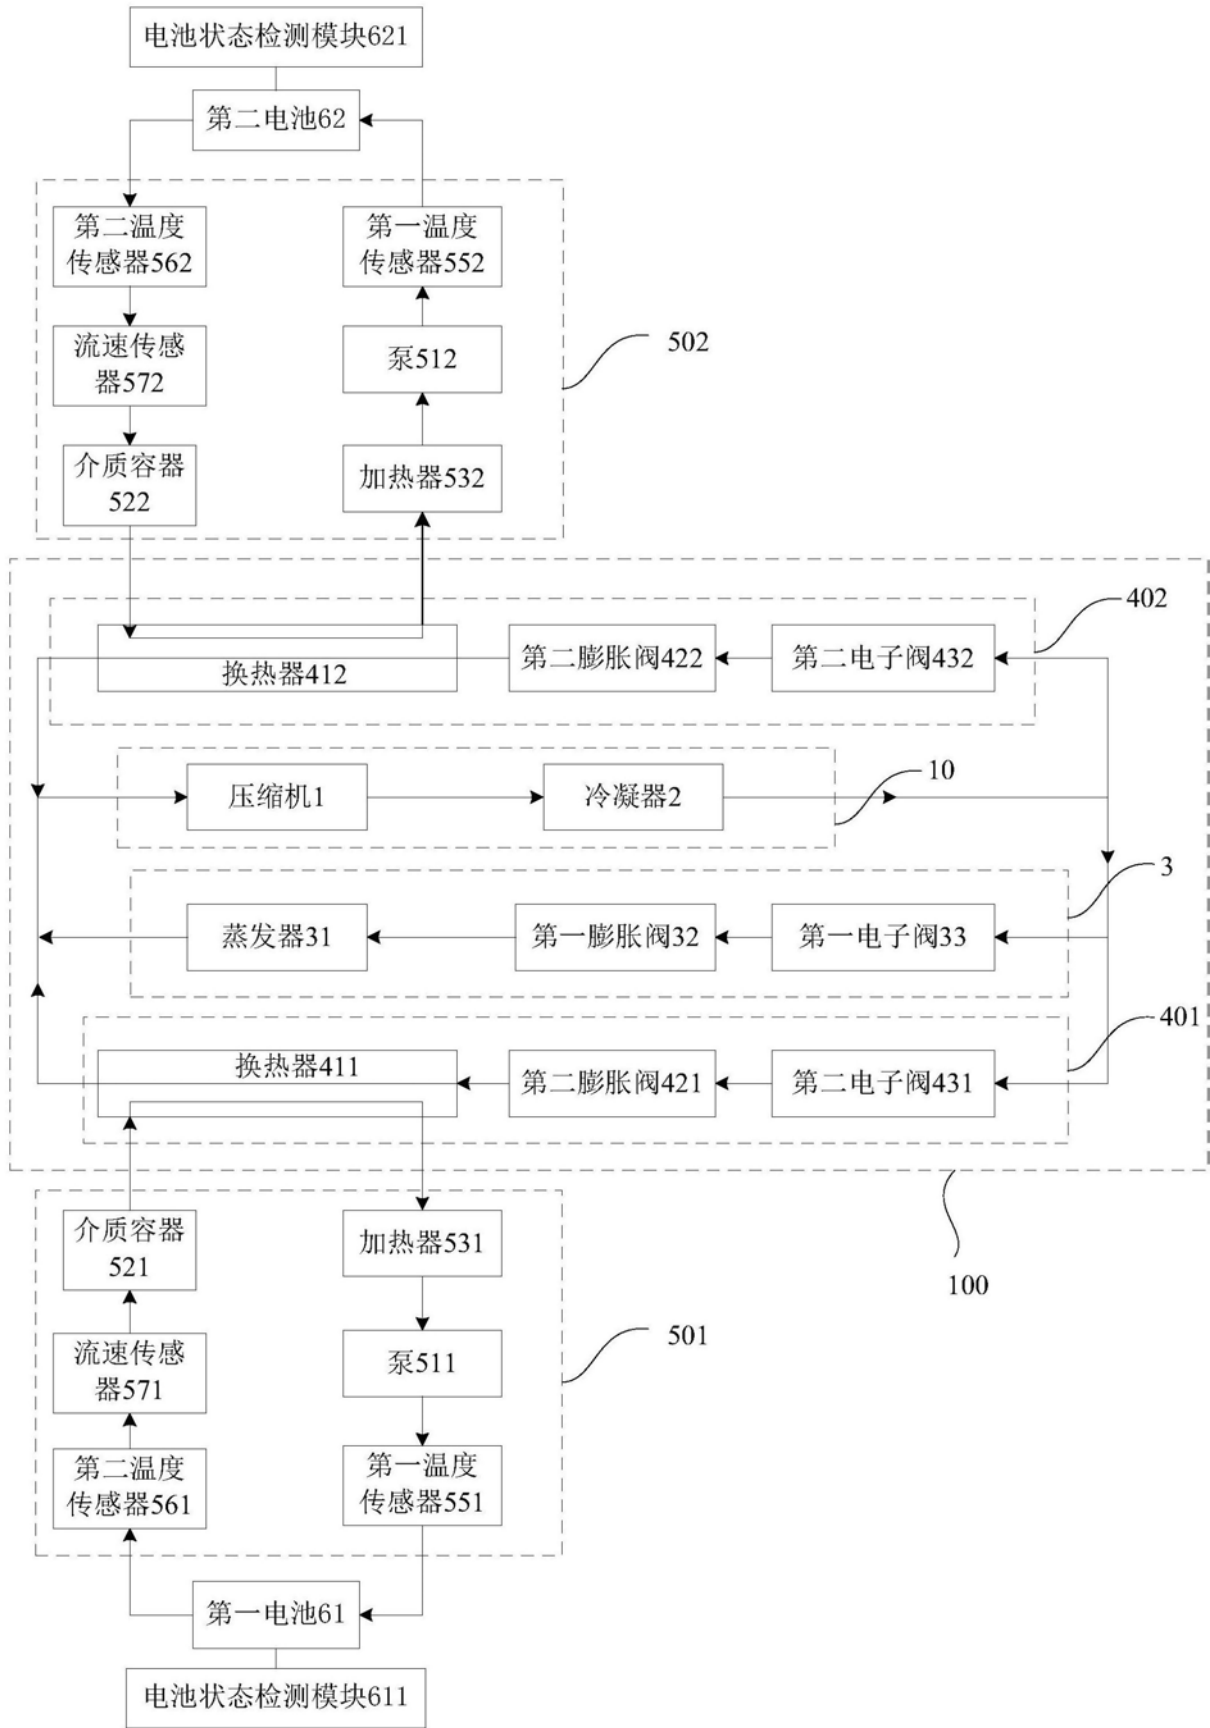 电池状态检测模块621
第二电池62
第二温度
传感器562
第一温度
传感器552
流速传感
器572
泵512
502
介质容器
522
加热器532
402
换热器412
第二膨胀阀422
第二电子阀432
压缩机1
冷凝器2
10
3
蒸发器31
第一膨胀阀32
第一电子阀33
401
换热器411
第二膨胀阀421
第二电子阀431
介质容器
521
加热器531
100
流速传感
器571
泵511
501
第二温度
传感器561
第一温度
传感器551
第一电池61
电池状态检测模块611